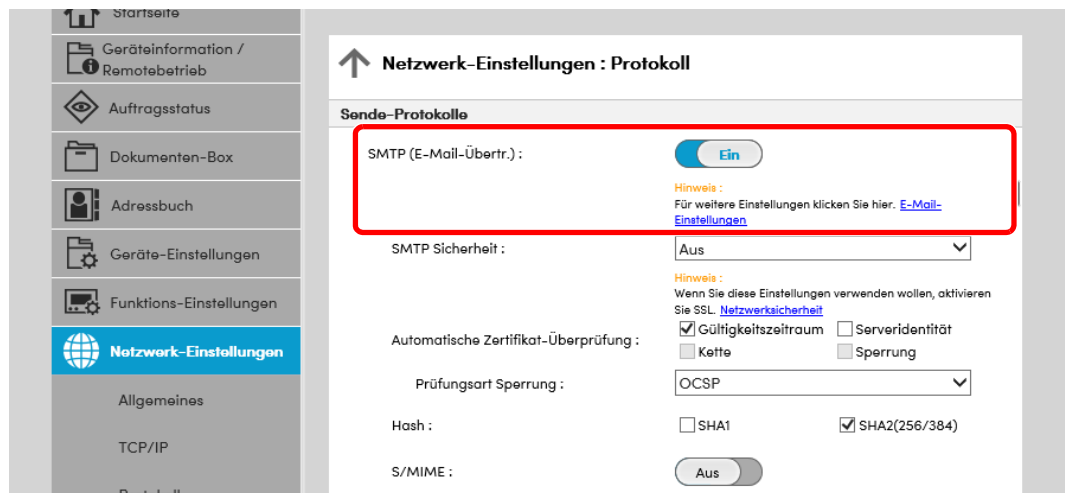 Startseite
Geräteinformation /
Remotebetrieb
Auftragsstatus
Dokumenten-Box
Adressbuch
Geräte-Einstellungen
Funktions-Einstellungen
Netzwerk-Einstellungen
Allgemeines
TCP/IP
Netzwerk-Einstellungen : Protokoll
Sende-Protokolle
SMTP (E-Mail-Übertr.) :
Ein
Hinweis :
Für weitere Einstellungen klicken Sie hier. E-Mail-
Einstellungen
SMTP Sicherheit :
Aus
Hinweis :
Wenn Sie diese Einstellungen verwenden wollen, aktivieren
Sie SSL. Netzwerksicherheit
Automatische Zertifikat-Überprüfung :
Gültigkeitszeitraum Serveridentität
Kette Sperrung
Prüfungsart Sperrung :
OCSP
Hash :
SHA1 SHA2(256/384)
S/MIME :
Aus